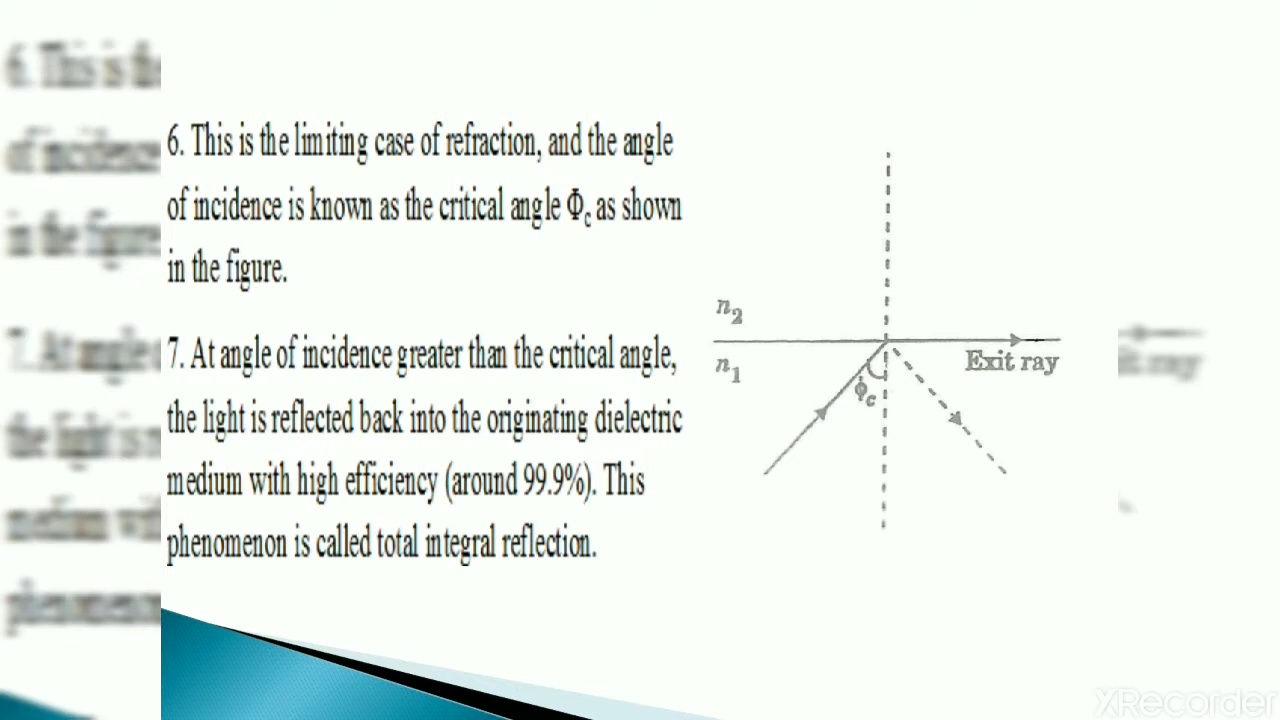 6. This is the limiting case of refraction, and the angle
of incidence is known as the critical angle Φc as shown
in the figure.
7. At angle of incidence greater than the critical angle,
the light is reflected back into the originating dielectric
medium with high efficiency (around 99.9%). This
phenomenon is called total integral reflection.
n2
n1
Exit ray
ϕc
XRecorder